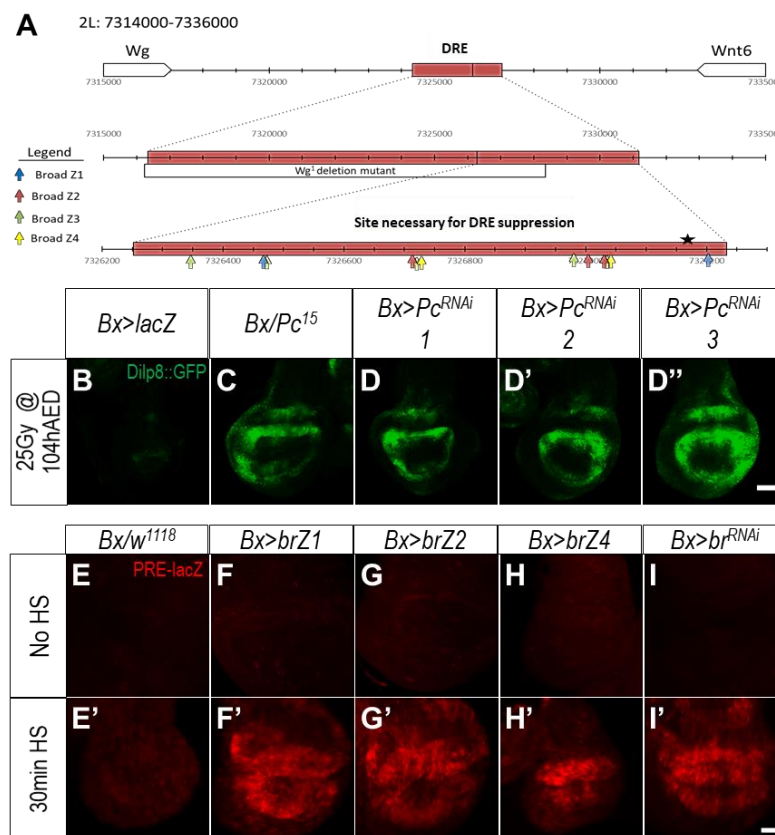 A
2L: 7314000-7336000
Wg
DRE
Wnt6
7315000
7320000
7325000
7330000
7335000
7315000
7320000
7325000
7330000
7335000
Legend
Wg¹ deletion mutant
Broad Z1
Broad Z2
Broad Z3
Broad Z4
Site necessary for DRE suppression
7326200
7326400
7326600
7326800
Bx>lacZ
Bx/Pc¹⁵
Bx>Pcᴿᴺᴬⁱ
1
Bx>Pcᴿᴺᴬⁱ
2
Bx>Pcᴿᴺᴬⁱ
3
25Gy @
104hAED
B
Dilp8::GFP
C
D
D'
D''
Bx/w¹¹¹⁸
Bx>brZ1
Bx>brZ2
Bx>brZ4
Bx>brᴿᴺᴬⁱ
No HS
E
PRE-lacZ
F
G
H
I
30min HS
E'
F'
G'
H'
I'